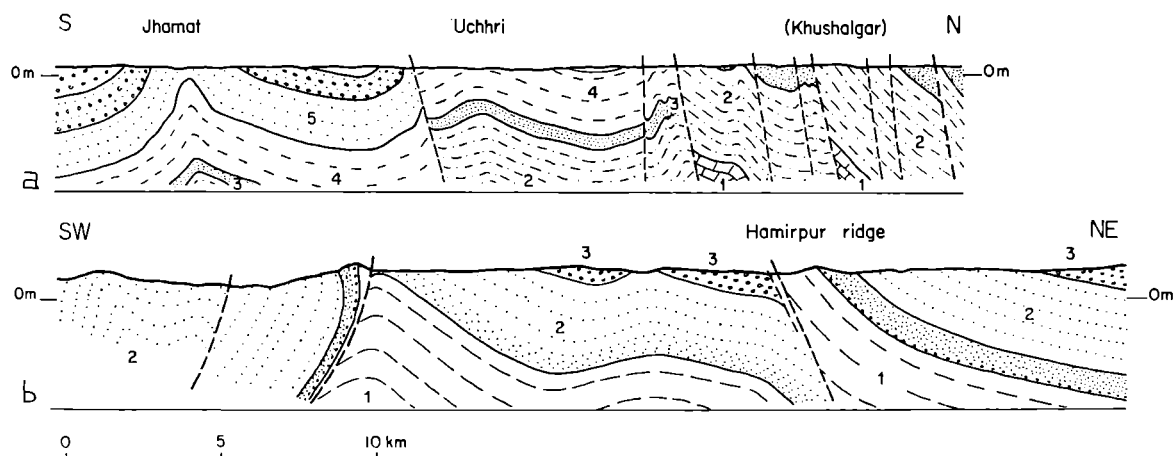 S Jhamat Uchhri (Khushalgar) N
0m 0m
4 2
5 3
2
a 3 4 2 1 1
SW Hamirpur ridge NE
3 3 3
0m 0m
2 2 2
1
b 1
0 5 10 km